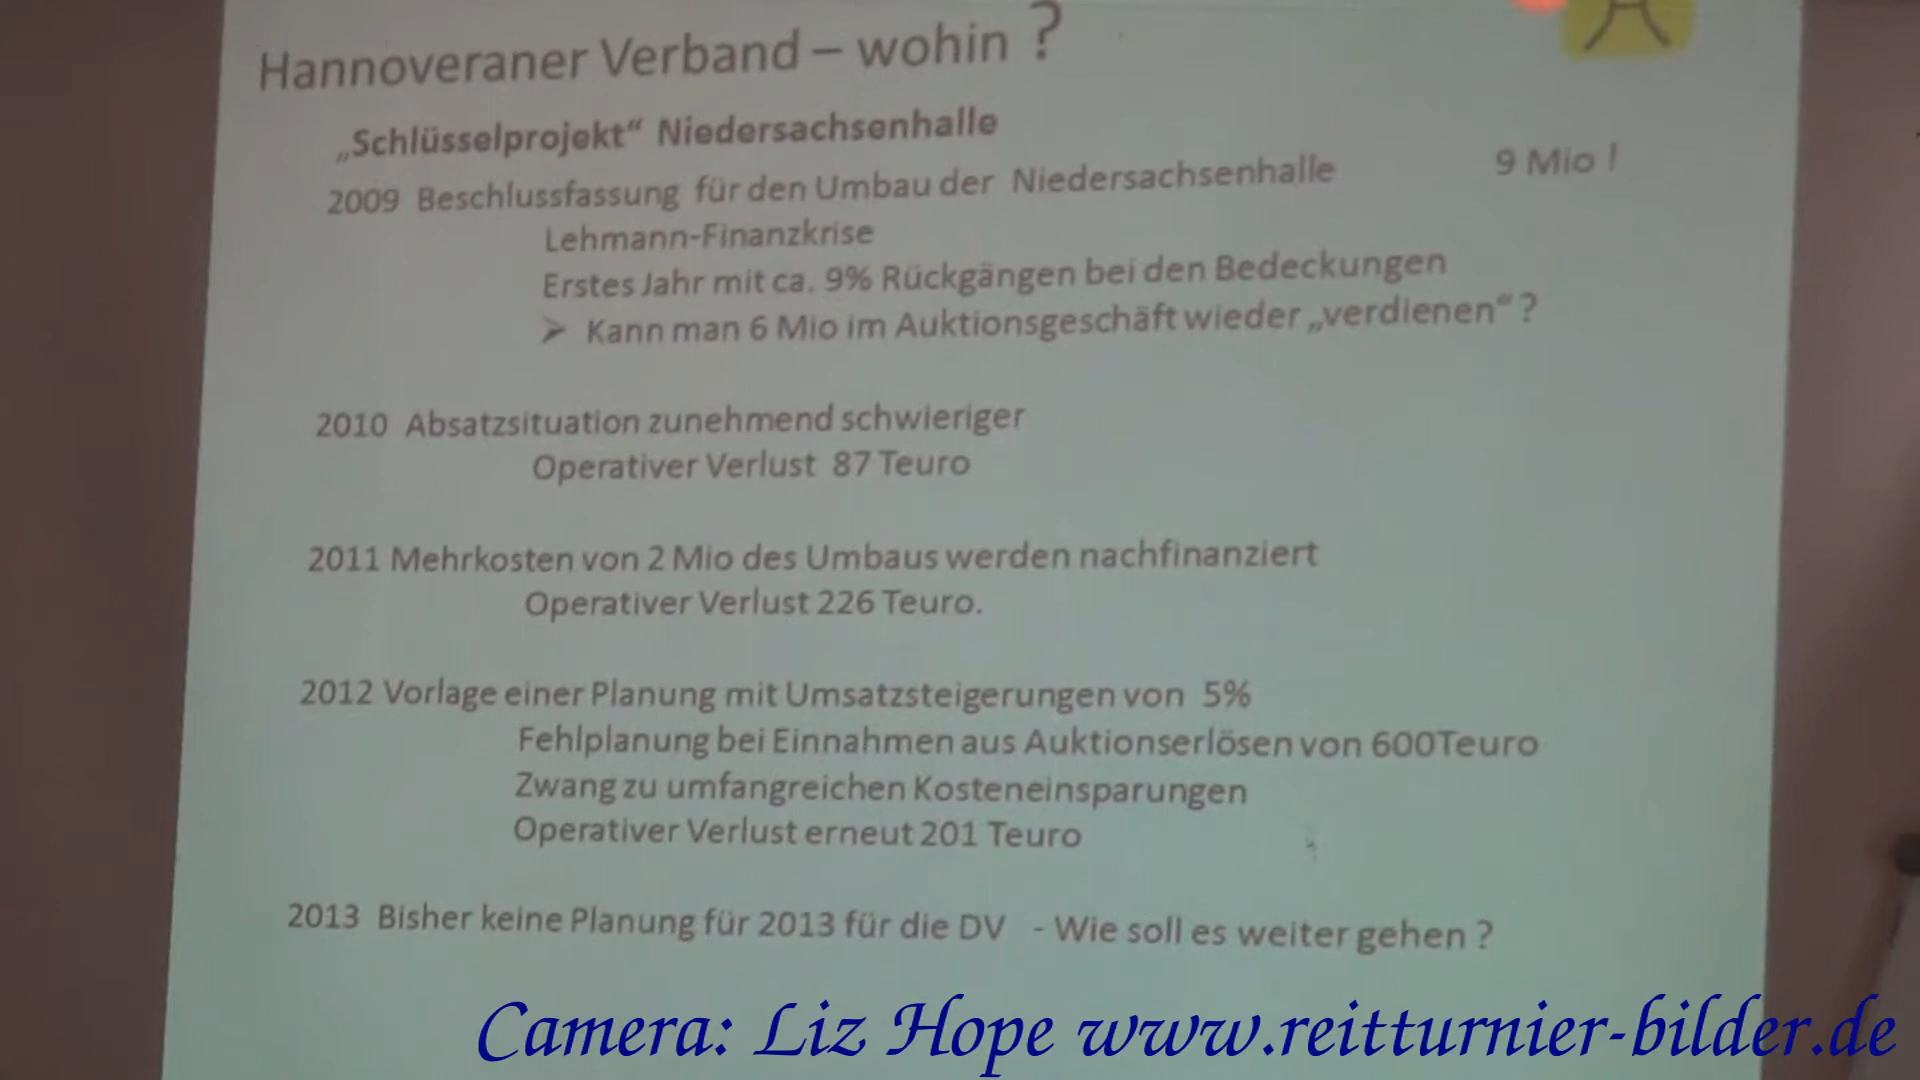 Hannoveraner Verband – wohin ?
„Schlüsselprojekt“ Niedersachsenhalle
2009 Beschlussfassung für den Umbau der Niedersachsenhalle 9 Mio !
Lehmann-Finanzkrise
Erstes Jahr mit ca. 9% Rückgängen bei den Bedeckungen
➢ Kann man 6 Mio im Auktionsgeschäft wieder „verdienen“ ?
2010 Absatzsituation zunehmend schwieriger
Operativer Verlust 87 Teuro
2011 Mehrkosten von 2 Mio des Umbaus werden nachfinanziert
Operativer Verlust 226 Teuro.
2012 Vorlage einer Planung mit Umsatzsteigerungen von 5%
Fehlplanung bei Einnahmen aus Auktionserlösen von 600Teuro
Zwang zu umfangreichen Kosteneinsparungen
Operativer Verlust erneut 201 Teuro
2013 Bisher keine Planung für 2013 für die DV - Wie soll es weiter gehen ?
Camera: Liz Hope www.reitturnier-bilder.de